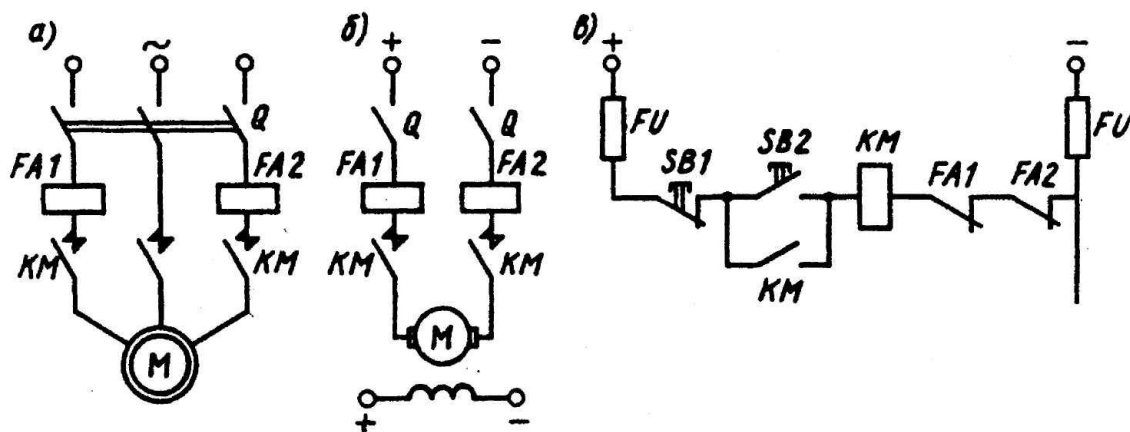 а) ~ Q
FA1 FA2
KM KM
M
б) + −
Q Q
FA1 FA2
KM KM
M
+ −
в) + −
FU FU
SB1 SB2 KM FA1 FA2
KM